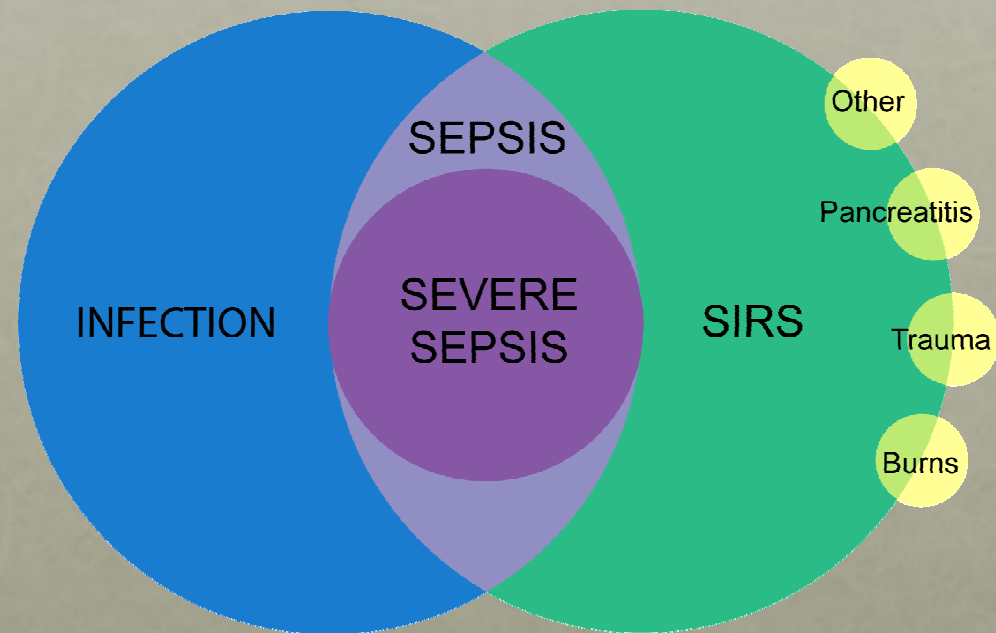 Other
SEPSIS
Pancreatitis
INFECTION
SEVERE
SEPSIS
SIRS
Trauma
Burns